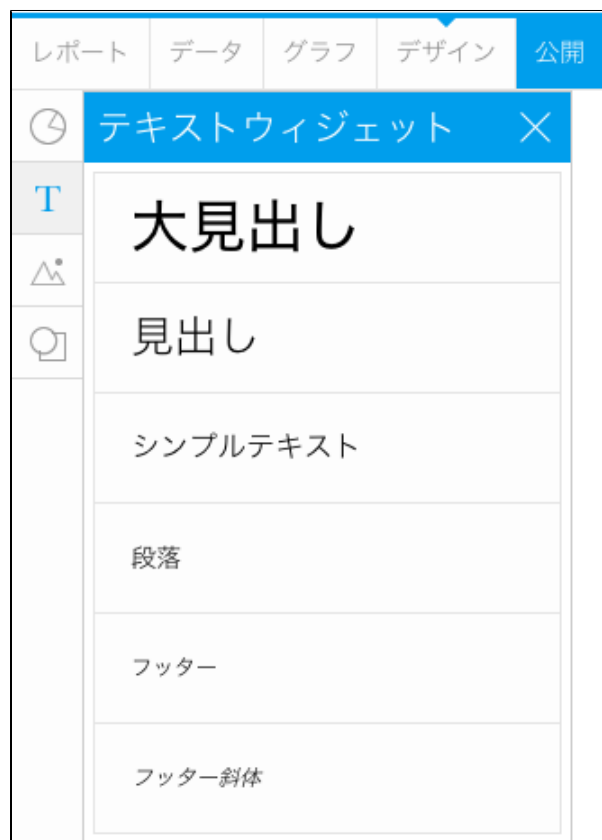 レポート データ グラフ デザイン 公開
テキストウィジェット
T
大見出し
見出し
シンプルテキスト
段落
フッター
フッター斜体